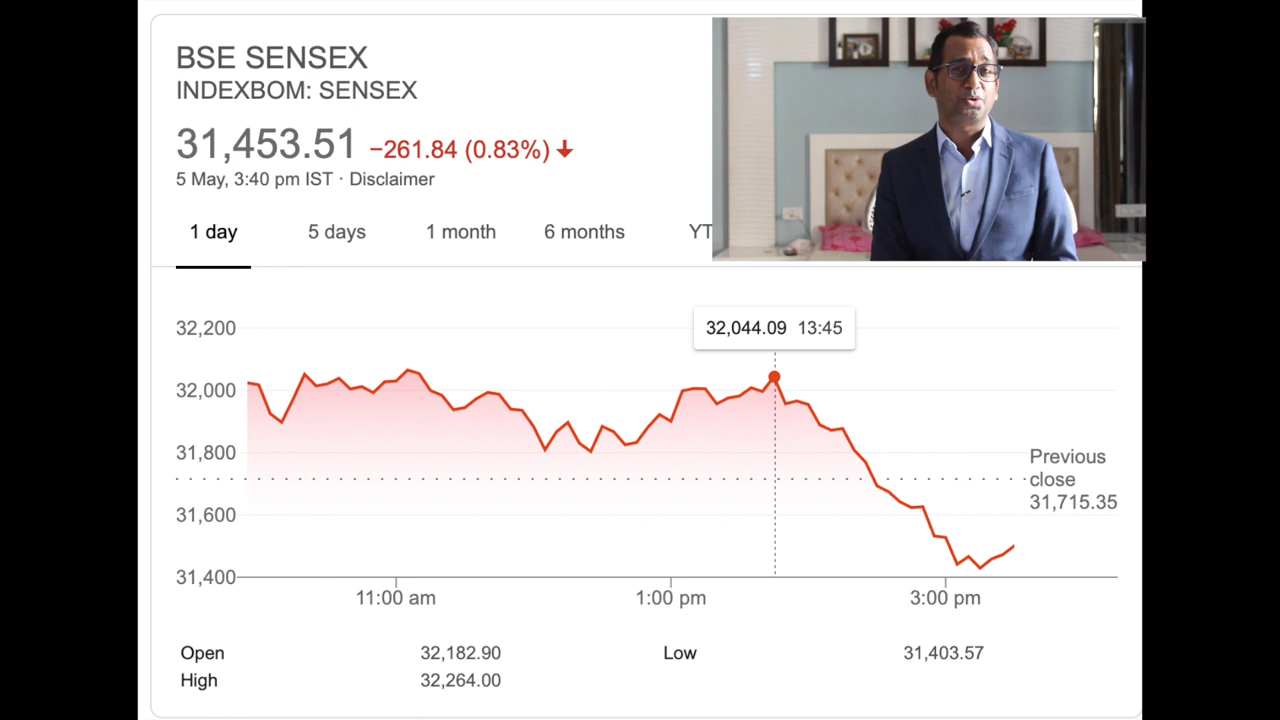 BSE SENSEX
INDEXBOM: SENSEX
31,453.51 −261.84 (0.83%) ↓
5 May, 3:40 pm IST · Disclaimer
1 day 5 days 1 month 6 months YT
32,044.09 13:45
32,200
32,000
31,800
31,600
31,400
Previous
close
31,715.35
11:00 am 1:00 pm 3:00 pm
Open 32,182.90 Low 31,403.57
High 32,264.00